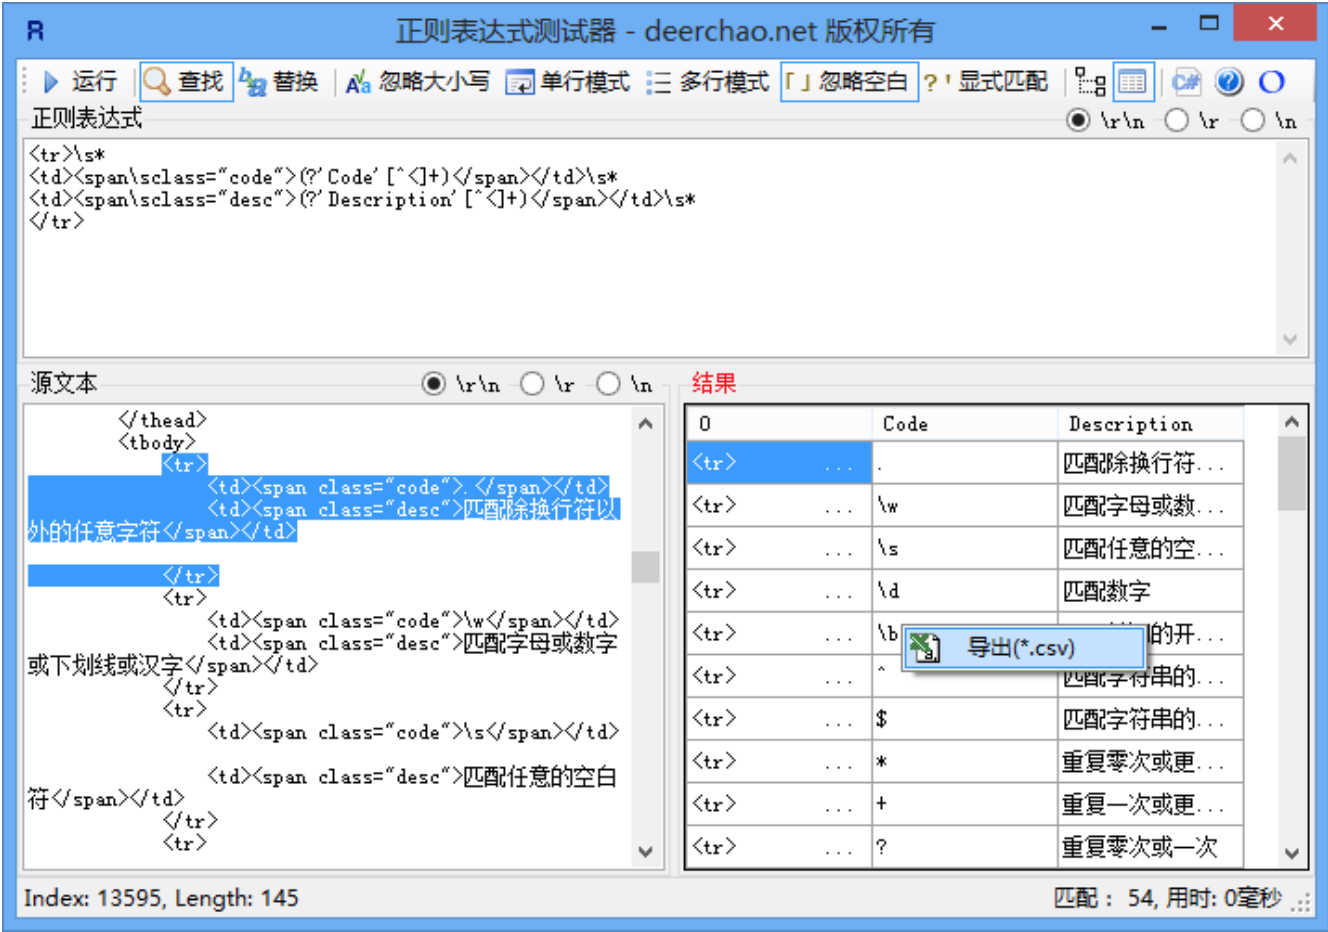 R 正则表达式测试器 - deerchao.net 版权所有
运行 查找 替换 忽略大小写 单行模式 多行模式 「」忽略空白 ?' 显式匹配 C#
正则表达式 \r\n \r \n
<tr>\s*
<td><span\sclass="code">(?'Code'[^<]+)</span></td>\s*
<td><span\sclass="desc">(?'Description'[^<]+)</span></td>\s*
</tr>
源文本 \r\n \r \n
</thead>
<tbody>
<tr>
<td><span class="code">.</span></td>
<td><span class="desc">匹配除换行符以
外的任意字符</span></td>
</tr>
<tr>
<td><span class="code">\w</span></td>
<td><span class="desc">匹配字母或数字
或下划线或汉字</span></td>
</tr>
<tr>
<td><span class="code">\s</span></td>
<td><span class="desc">匹配任意的空白
符</span></td>
</tr>
<tr>
结果
0 Code Description
<tr> ... . 匹配除换行符...
<tr> ... \w 匹配字母或数...
<tr> ... \s 匹配任意的空...
<tr> ... \d 匹配数字
<tr> ... \b 的开...
导出(*.csv)
<tr> ... ^ 匹配字符串的...
<tr> ... $ 匹配字符串的...
<tr> ... * 重复零次或更...
<tr> ... + 重复一次或更...
<tr> ... ? 重复零次或一次
Index: 13595, Length: 145
匹配： 54, 用时: 0毫秒